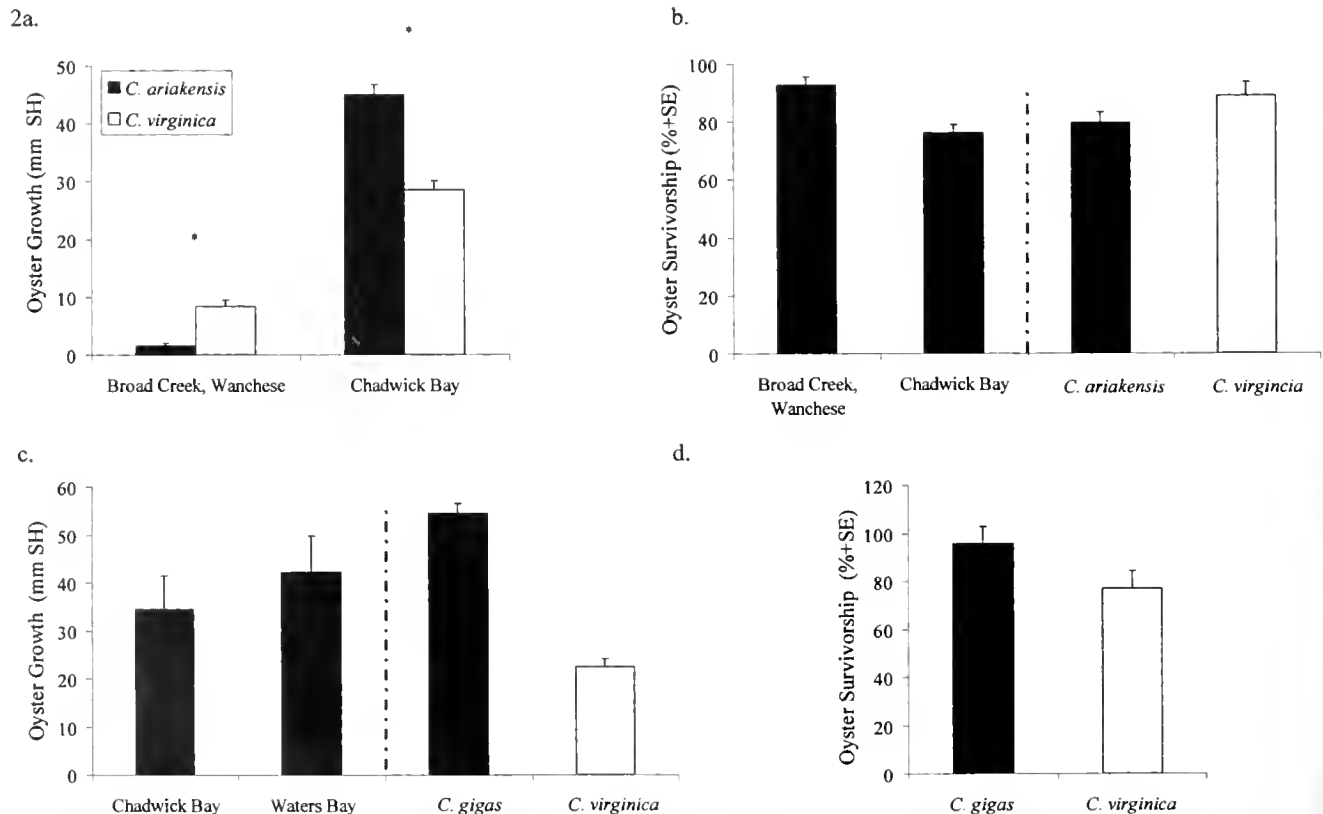 2a.
50
40
30
20
10
0
Oyster Growth (mm SH)
C. ariakensis
C. virginica
*
*
Broad Creek, Wanchese
Chadwick Bay
b.
100
80
60
40
20
0
Oyster Survivorship (%+SE)
Broad Creek,
Wanchese
Chadwick Bay
C. ariakensis
C. virgincia
c.
60
50
40
30
20
10
0
Oyster Growth (mm SH)
Chadwick Bay
Waters Bay
C. gigas
C. virginica
d.
120
100
80
60
40
20
0
Oyster Survivorship (%+SE)
C. gigas
C. virginica